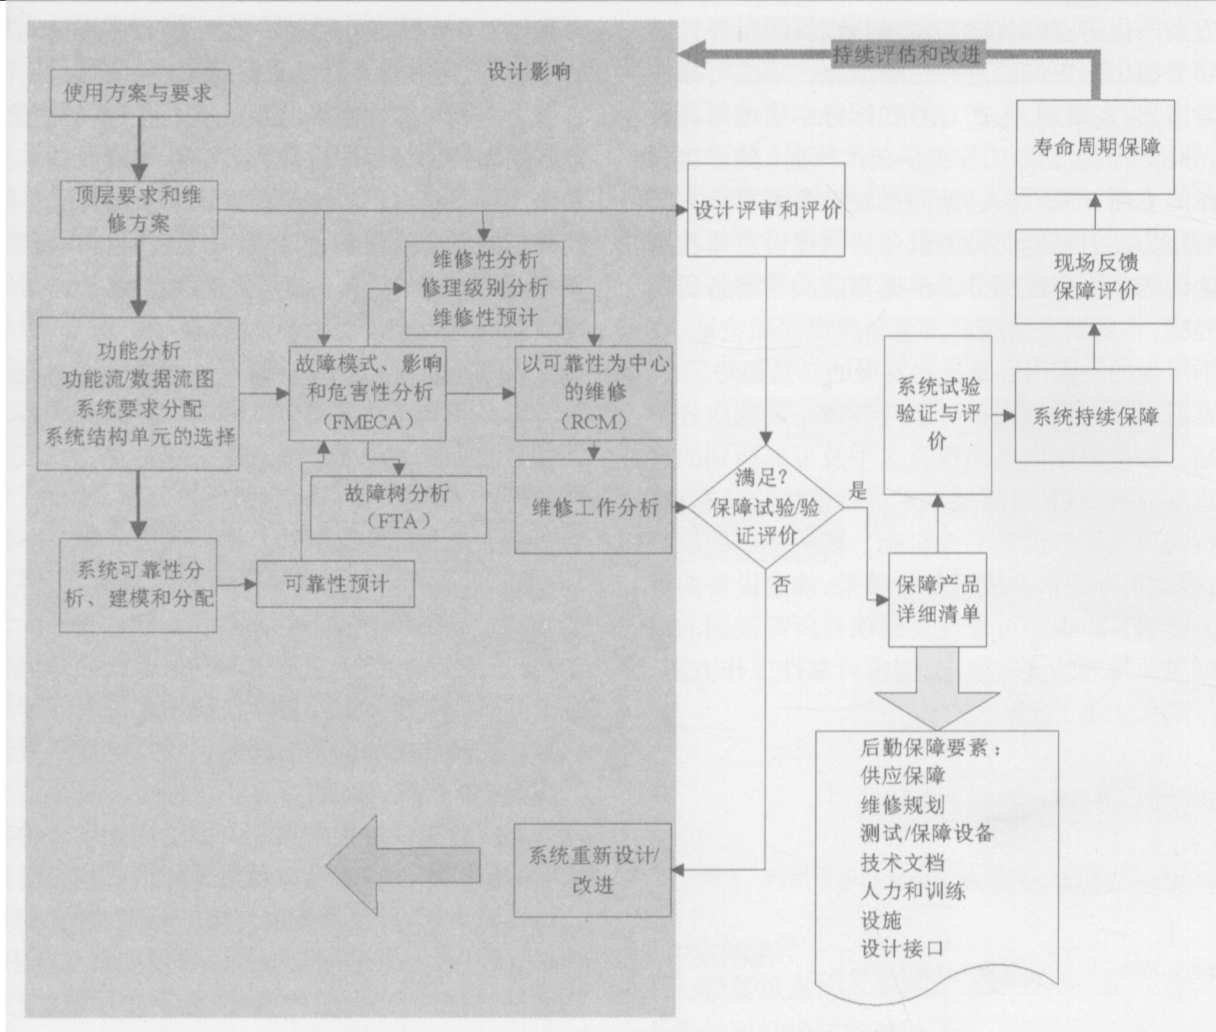 设计影响
持续评估和改进
使用方案与要求
寿命周期保障
顶层要求和维
修方案
设计评审和评价
维修性分析
修理级别分析
维修性预计
现场反馈
保障评价
功能分析
功能流/数据流图
系统要求分配
系统结构单元的选择
故障模式、影响
和危害性分析
(FMECA)
以可靠性为中心
的维修
(RCM)
系统试验
验证与评
价
系统持续保障
故障树分析
(FTA)
维修工作分析
满足?
保障试验/验
证评价
是
否
系统可靠性分
析、建模和分配
可靠性预计
保障产品
详细清单
后勤保障要素:
供应保障
维修规划
测试/保障设备
技术文档
人力和训练
设施
设计接口
系统重新设计/
改进